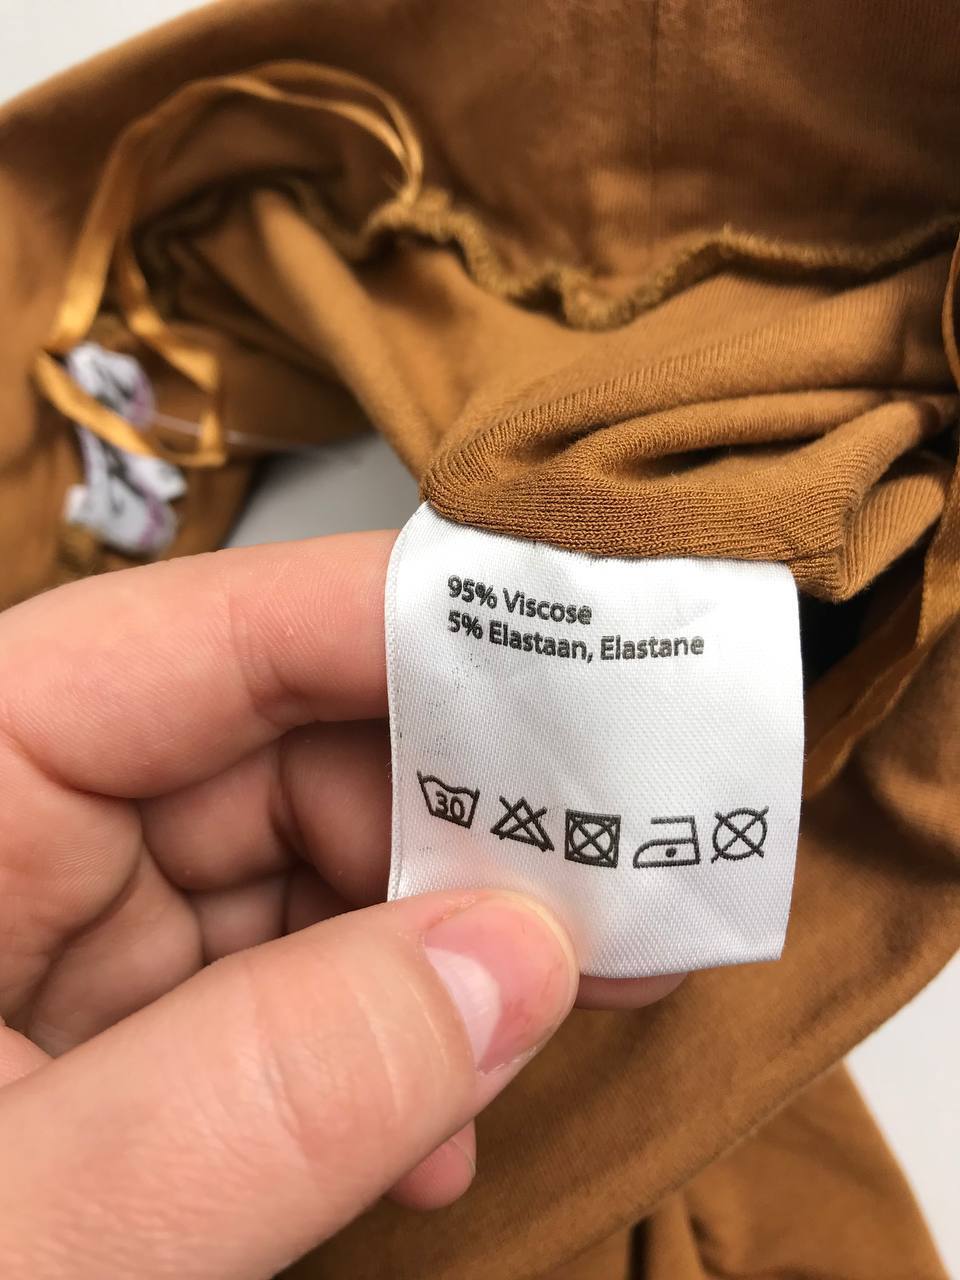 95% Viscose
5% Elastaan, Elastane
30